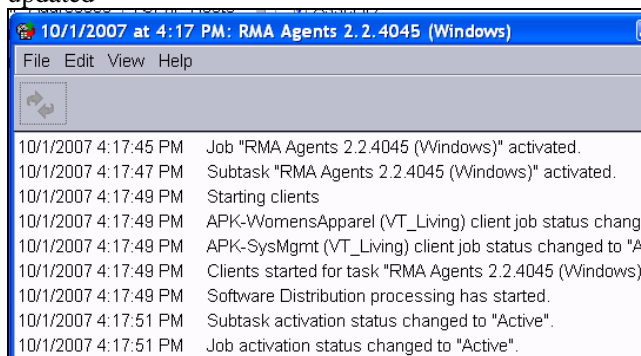 updated
10/1/2007 at 4:17 PM: RMA Agents 2.2.4045 (Windows)
File Edit View Help
10/1/2007 4:17:45 PM Job "RMA Agents 2.2.4045 (Windows)" activated.
10/1/2007 4:17:47 PM Subtask "RMA Agents 2.2.4045 (Windows)" activated.
10/1/2007 4:17:49 PM Starting clients
10/1/2007 4:17:49 PM APK-WomensApparel (VT_Living) client job status chang
10/1/2007 4:17:49 PM APK-SysMgmt (VT_Living) client job status changed to "A
10/1/2007 4:17:49 PM Clients started for task "RMA Agents 2.2.4045 (Windows)
10/1/2007 4:17:49 PM Software Distribution processing has started.
10/1/2007 4:17:51 PM Subtask activation status changed to "Active".
10/1/2007 4:17:51 PM Job activation status changed to "Active".